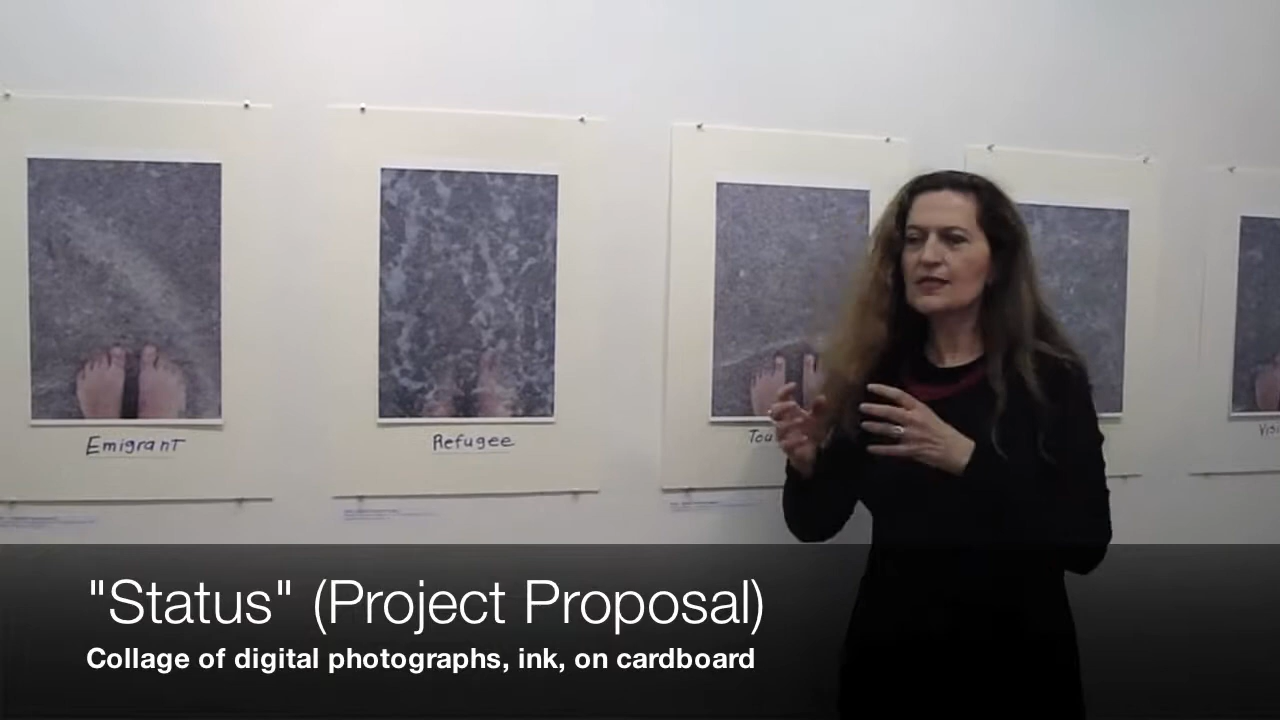 Emigrant
Refugee
"Status" (Project Proposal)
Collage of digital photographs, ink, on cardboard